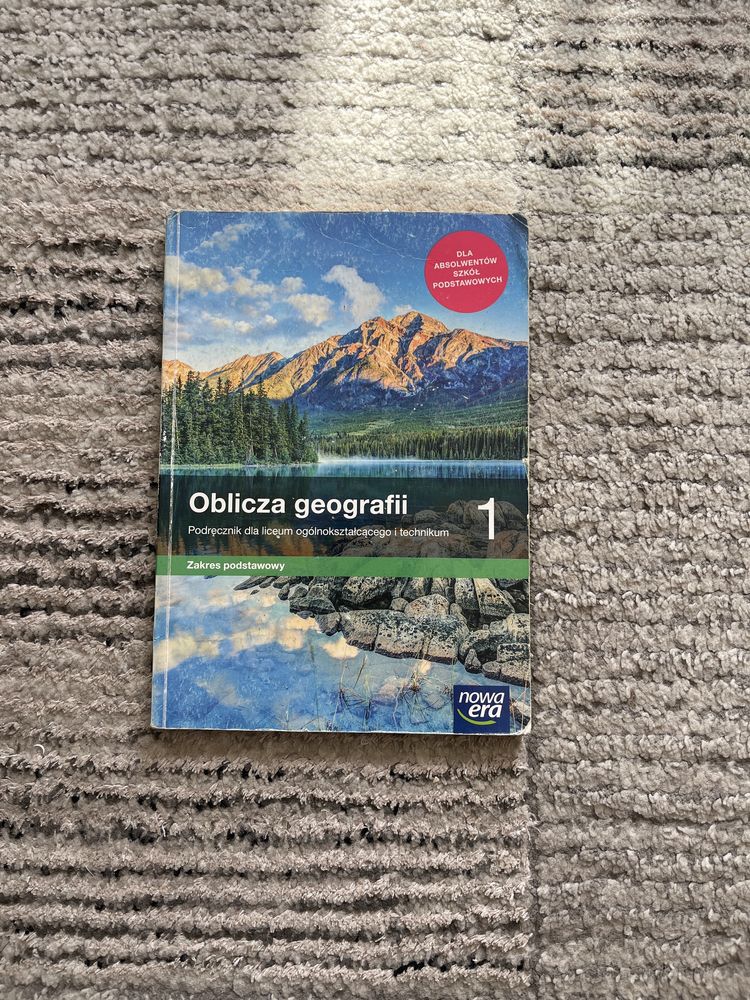 DLA
ABSOLWENTÓW
SZKÓŁ
PODSTAWOWYCH
Oblicza geografii 1
Podręcznik dla liceum ogólnokształcącego i technikum
Zakres podstawowy
nowa
era